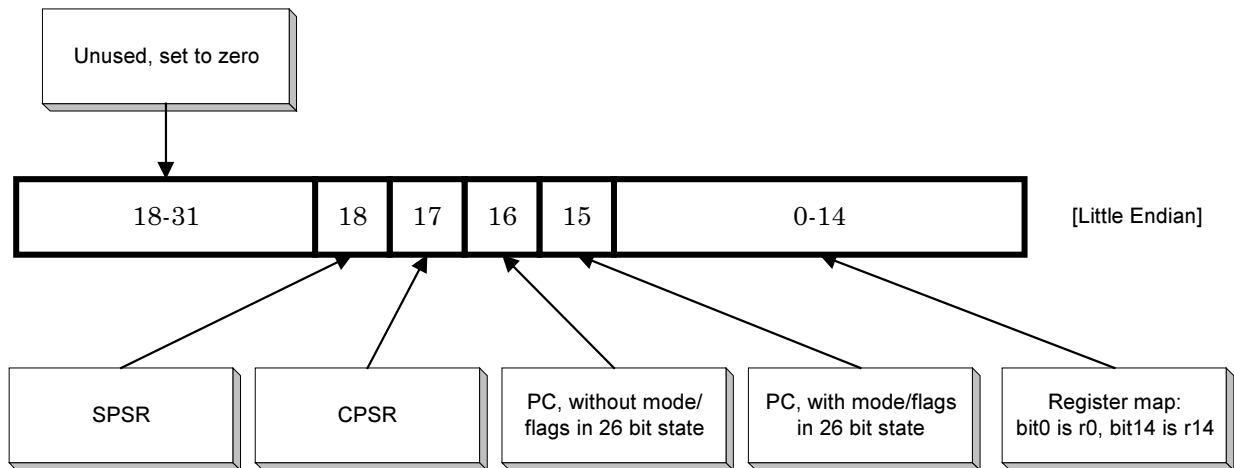 Unused, set to zero
18-31
18
17
16
15
0-14
[Little Endian]
SPSR
CPSR
PC, without mode/
flags in 26 bit state
PC, with mode/flags
in 26 bit state
Register map:
bit0 is r0, bit14 is r14